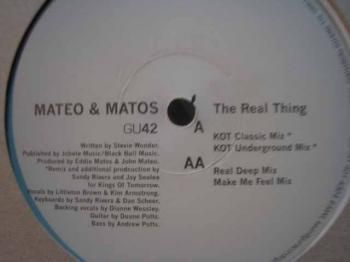 MATEO & MATOS
GU42
Written by Stevie Wonder.
Published by Jobete Music/Black Bull Music.
Produced by Eddie Matos & John Mateo.
*Remix and additional prodcuction by
Sandy Rivera and Jay Sealee
for Kings Of Tomorrow.
Vocals by Littleton Brown & Kim Armstrong.
Keyboards by Sandy Rivera & Dan Scheer.
Backing vocals by Dianne Wessley.
Guitar by Duane Potts.
Bass by Andrew Potts.
The Real Thing
A
KOT Classic Mix *
KOT Underground Mix *
AA
Real Deep Mix
Make Me Feel Mix